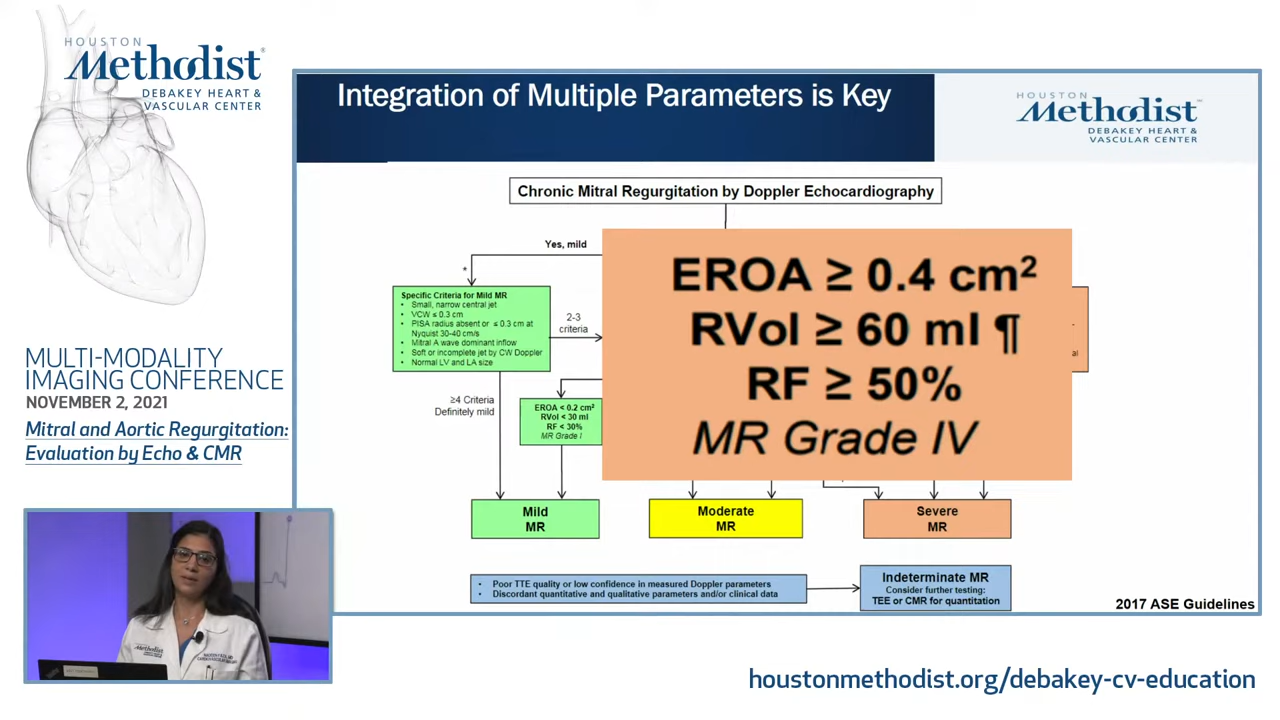 HOUSTON
Methodist
DEBAKEY HEART &
VASCULAR CENTER
MULTI-MODALITY
IMAGING CONFERENCE
NOVEMBER 2, 2021
Mitral and Aortic Regurgitation:
Evaluation by Echo & CMR
Integration of Multiple Parameters is Key
HOUSTON
Methodist
DEBAKEY HEART &
VASCULAR CENTER
Chronic Mitral Regurgitation by Doppler Echocardiography
Yes, mild
*
Specific Criteria for Mild MR
• Small, narrow central jet
• VCW ≤ 0.3 cm
• PISA radius absent or ≤ 0.3 cm at
Nyquist 30-40 cm/s
• Mitral A wave dominant inflow
• Soft or incomplete jet by CW Doppler
• Normal LV and LA size
2-3
criteria
≥4 Criteria
Definitely mild
EROA < 0.2 cm²
RVol < 30 ml
RF < 30%
MR Grade I
EROA ≥ 0.4 cm²
RVol ≥ 60 ml ¶
RF ≥ 50%
MR Grade IV
Mild
MR
Moderate
MR
Severe
MR
• Poor TTE quality or low confidence in measured Doppler parameters
• Discordant quantitative and qualitative parameters and/or clinical data
Indeterminate MR
Consider further testing:
TEE or CMR for quantitation
2017 ASE Guidelines
Methodist
houstonmethodist.org/debakey-cv-education